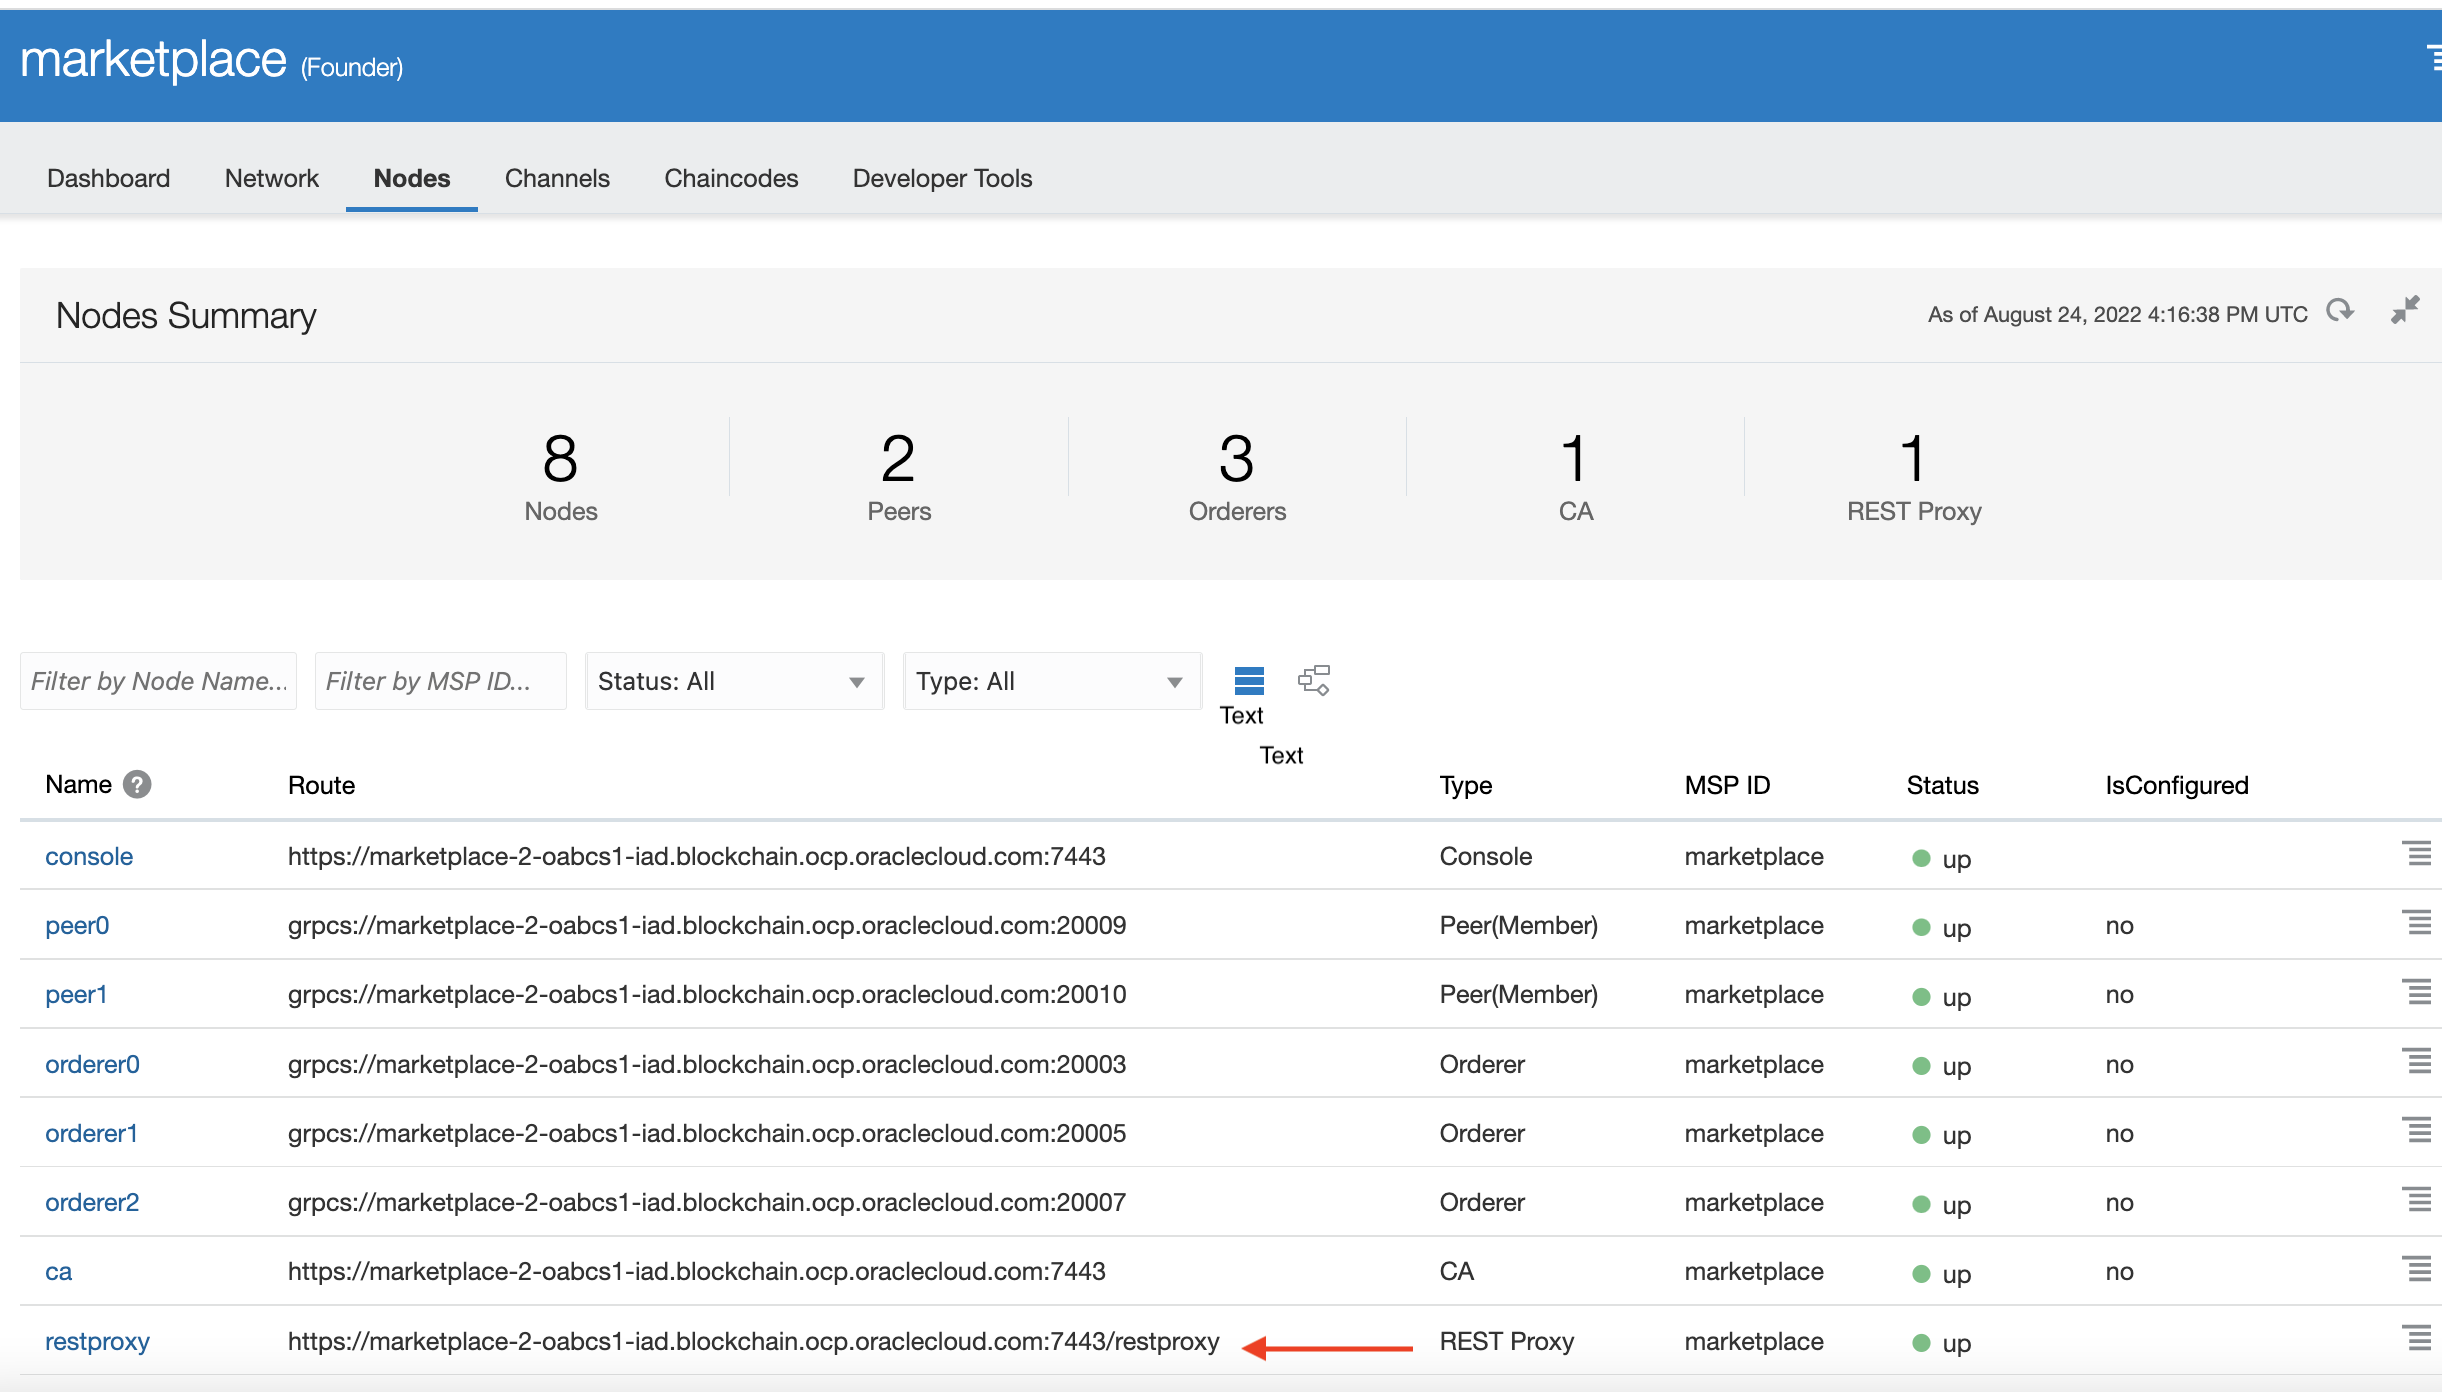 marketplace (Founder)
Dashboard Network Nodes Channels Chaincodes Developer Tools
Nodes Summary As of August 24, 2022 4:16:38 PM UTC
8 2 3 1 1
Nodes Peers Orderers CA REST Proxy
Filter by Node Name... Filter by MSP ID... Status: All Type: All
Text
Text
Name ? Route Type MSP ID Status IsConfigured
console https://marketplace-2-oabcs1-iad.blockchain.ocp.oraclecloud.com:7443 Console marketplace up
peer0 grpcs://marketplace-2-oabcs1-iad.blockchain.ocp.oraclecloud.com:20009 Peer(Member) marketplace up no
peer1 grpcs://marketplace-2-oabcs1-iad.blockchain.ocp.oraclecloud.com:20010 Peer(Member) marketplace up no
orderer0 grpcs://marketplace-2-oabcs1-iad.blockchain.ocp.oraclecloud.com:20003 Orderer marketplace up no
orderer1 grpcs://marketplace-2-oabcs1-iad.blockchain.ocp.oraclecloud.com:20005 Orderer marketplace up no
orderer2 grpcs://marketplace-2-oabcs1-iad.blockchain.ocp.oraclecloud.com:20007 Orderer marketplace up no
ca https://marketplace-2-oabcs1-iad.blockchain.ocp.oraclecloud.com:7443 CA marketplace up no
restproxy https://marketplace-2-oabcs1-iad.blockchain.ocp.oraclecloud.com:7443/restproxy REST Proxy marketplace up